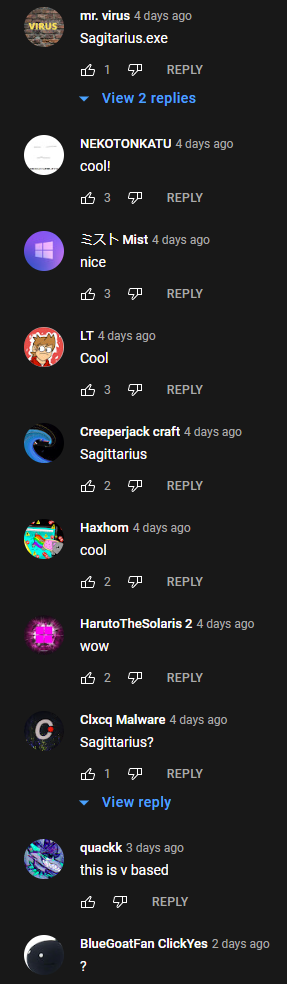 VIRUS
mr. virus 4 days ago
Sagitarius.exe
1 REPLY
View 2 replies
NEKOTONKATU 4 days ago
cool!
3 REPLY
ミスト Mist 4 days ago
nice
3 REPLY
LT 4 days ago
Cool
3 REPLY
Creeperjack craft 4 days ago
Sagittarius
2 REPLY
Haxhom 4 days ago
cool
2 REPLY
HarutoTheSolaris 2 4 days ago
wow
2 REPLY
C
Clxcq Malware 4 days ago
Sagittarius?
1 REPLY
View reply
quackk 3 days ago
this is v based
REPLY
BlueGoatFan ClickYes 2 days ago
?